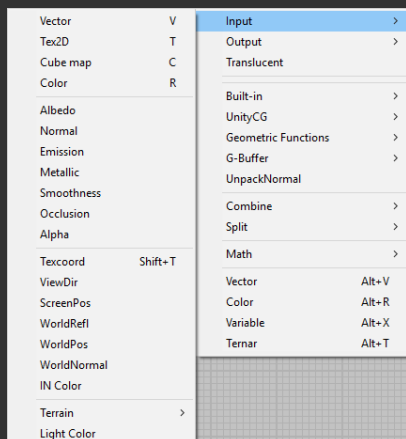 Vector V
Tex2D T
Cube map C
Color R
Albedo
Normal
Emission
Metallic
Smoothness
Occlusion
Alpha
Texcoord Shift+T
ViewDir
ScreenPos
WorldRefl
WorldPos
WorldNormal
IN Color
Terrain
Light Color
Input
Output
Translucent
Built-in
UnityCG
Geometric Functions
G-Buffer
UnpackNormal
Combine
Split
Math
Vector Alt+V
Color Alt+R
Variable Alt+X
Ternar Alt+T